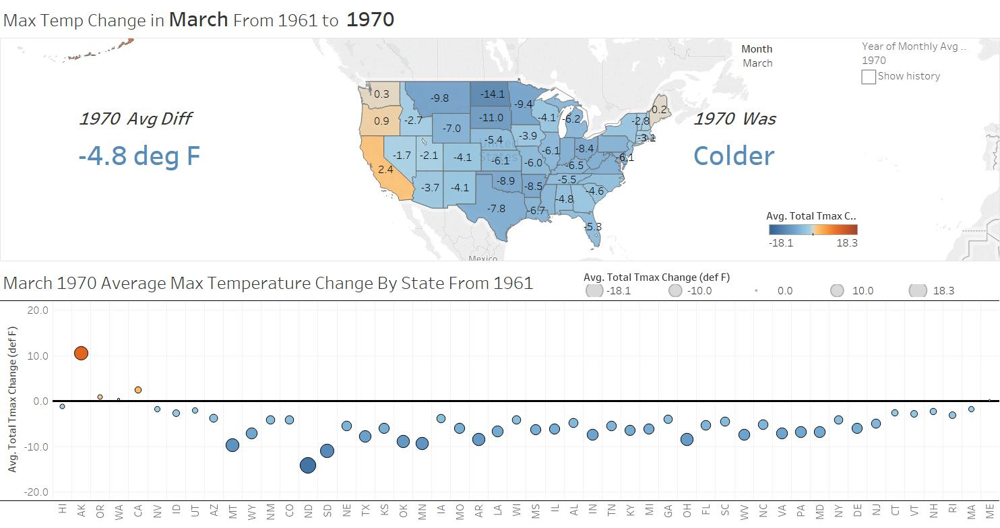 Max Temp Change in March From 1961 to 1970
Month
March
Year of Monthly Avg ..
1970
Show history
1970 Avg Diff
-4.8 deg F
1970 Was
Colder
0.3
-9.8
-14.1
-9.4
0.2
0.9
-2.7
-7.0
-11.0
-4.1
-6.2
-2.8
-5.4
-3.9
-3.1
United
States
-1.7
-2.1
-4.1
-6.1
-6.0
-6.1
-8.4
-6.5
-6.1
2.4
-3.7
-4.1
-8.9
-8.5
-5.5
-4.6
-7.8
-6.7
-4.8
-5.3
Mexico
Avg. Total Tmax C..
-18.1 18.3
March 1970 Average Max Temperature Change By State From 1961
Avg. Total Tmax Change (def F)
-18.1 -10.0 0.0 10.0 18.3
Avg. Total Tmax Change (def F)
20.0
10.0
0.0
-10.0
-20.0
HI AK OR WA CA NV ID UT AZ MT WY NM CO ND SD NE TX KS OK MN IA MO AR LA WI MS IL AL IN TN KY MI GA OH FL SC WV NC VA PA MD NY DE NJ CT VT NH RI MA ME